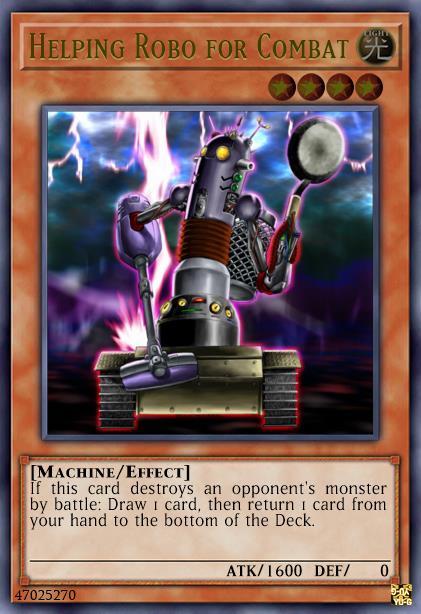 HELPING ROBO FOR COMBAT
LIGHT
光
[MACHINE/EFFECT]
If this card destroys an opponent's monster
by battle: Draw 1 card, then return 1 card from
your hand to the bottom of the Deck.
ATK/1600 DEF/ 0
47025270